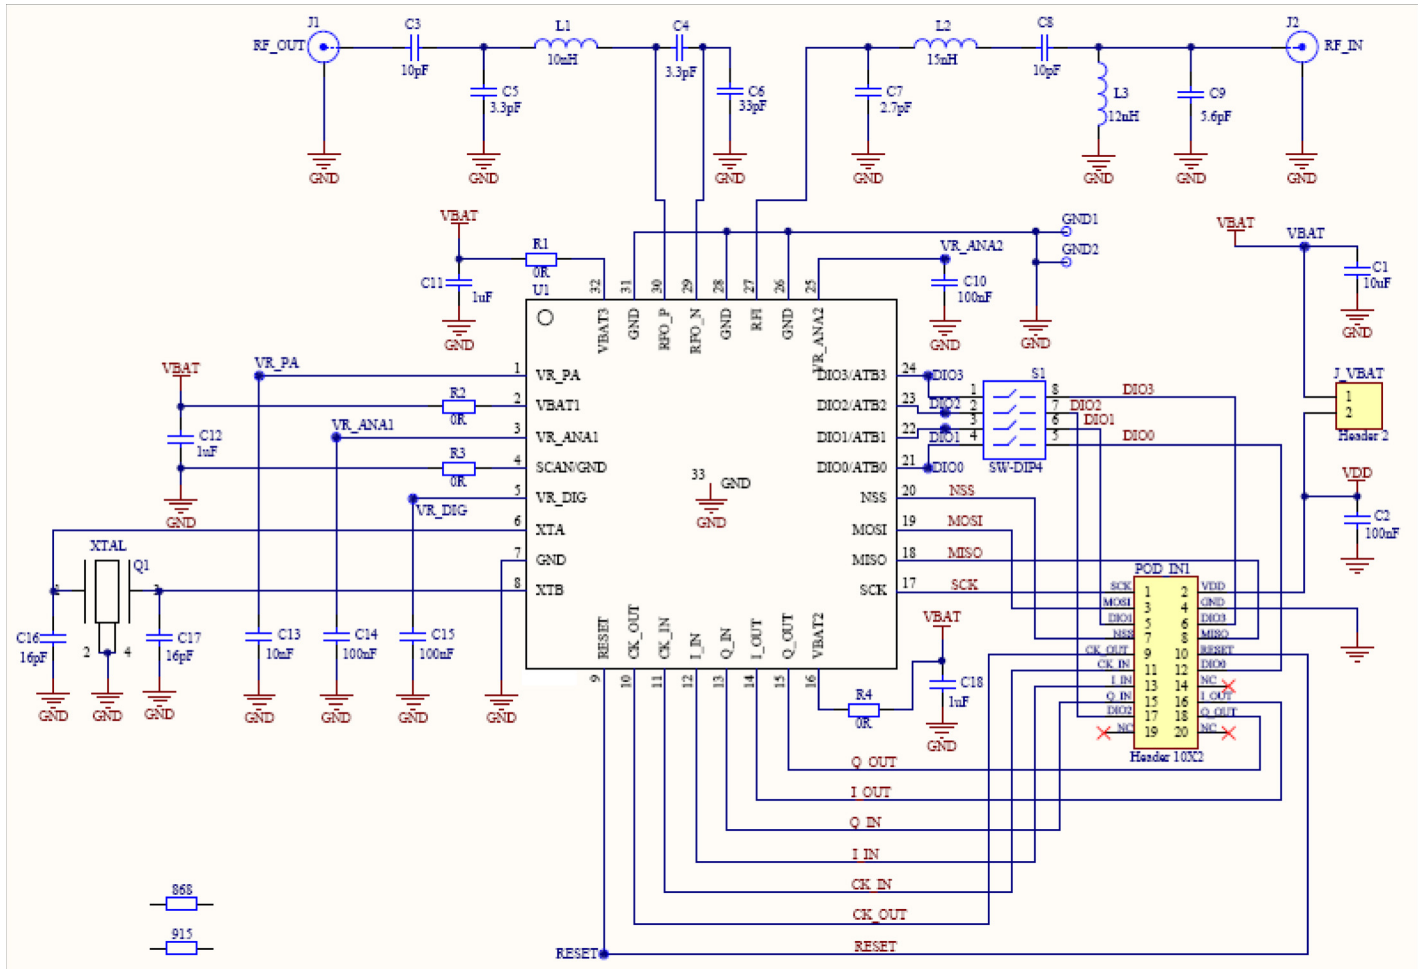 J1
RF_OUT
C3
10pF
L1
10nH
C4
3.3pF
C5
3.3pF
C6
33pF
L2
15nH
C8
10pF
C7
2.7pF
L3
12nH
C9
5.6pF
J2
RF_IN
GND
GND
GND
GND
GND
GND
GND
VBAT
R1
0R
C11
1uF
GND
U1
32
31
30
29
28
27
26
25
VR_ANA2
C10
100nF
GND
GND1
GND2
GND
VBAT
VBAT
C1
10uF
GND
VBAT3
GND
RFO_P
RFO_N
GND
RFI
GND
VR_ANA2
VBAT
VR_PA
1
VR_PA
R2
0R
2
VBAT1
C12
1uF
VR_ANA1
3
VR_ANA1
R3
0R
4
SCAN/GND
GND
VR_DIG
5
VR_DIG
6
XTA
7
GND
8
XTB
33
GND
GND
DIO3/ATB3
24
DIO3
DIO2/ATB2
23
DIO2
DIO1/ATB1
22
DIO1
DIO0/ATB0
21
DIO0
NSS
20
NSS
MOSI
19
MOSI
MISO
18
MISO
SCK
17
SCK
S1
1
8
DIO3
2
7
DIO2
3
6
DIO1
4
5
DIO0
SW-DIP4
J_VBAT
1
2
Header 2
VDD
C2
100nF
XTAL
Q1
1
3
2
4
C16
16pF
C17
16pF
C13
10nF
C14
100nF
C15
100nF
GND
GND
GND
GND
GND
GND
GND
RESET
CK_OUT
CK_IN
I_IN
Q_IN
I_OUT
Q_OUT
VBAT2
9
10
11
12
13
14
15
16
R4
0R
VBAT
C18
1uF
GND
POD_IN1
SCK
1
2
VDD
MOSI
3
4
GND
DIO1
5
6
DIO3
NSS
7
8
MISO
CK_OUT
9
10
RESET
CK_IN
11
12
DIO0
I_IN
13
14
NC
Q_IN
15
16
I_OUT
DIO2
17
18
Q_OUT
NC
19
20
NC
Header 10X2
Q_OUT
I_OUT
Q_IN
I_IN
CK_IN
CK_OUT
RESET
RESET
868
915